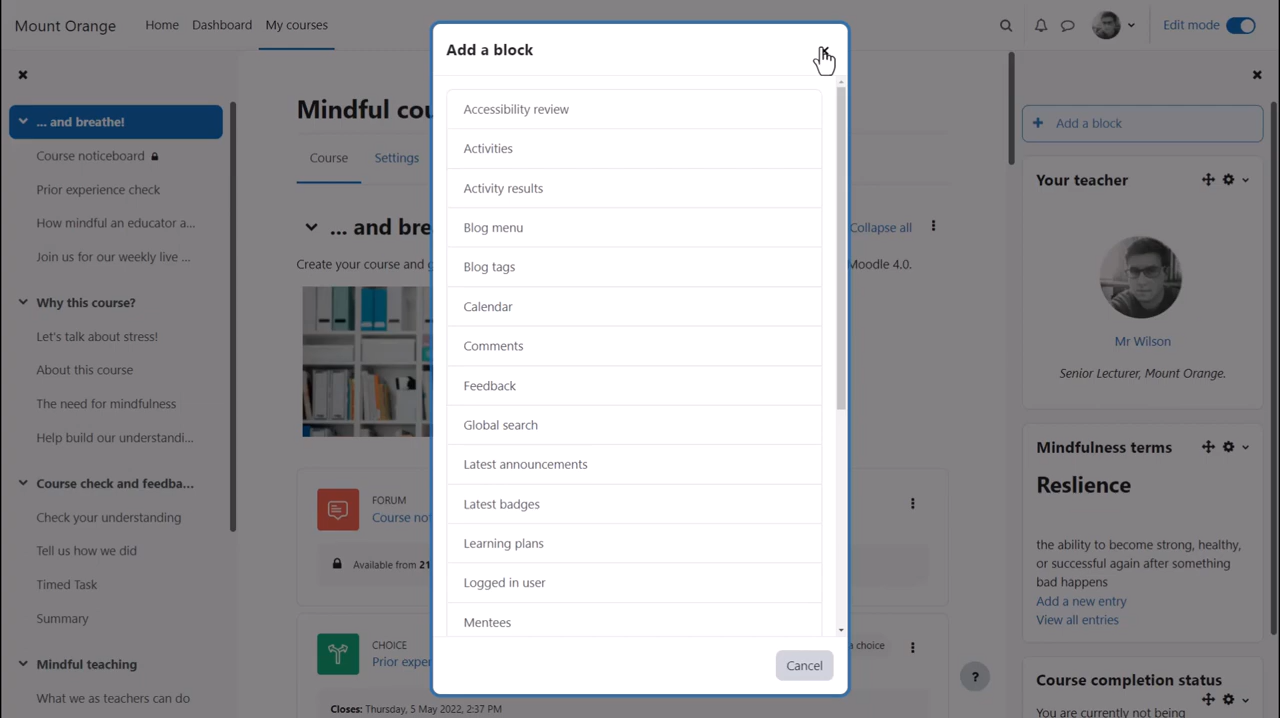 Mount Orange
Home
Dashboard
My courses
Edit mode
... and breathe!
Course noticeboard
Prior experience check
How mindful an educator a...
Join us for our weekly live ...
Why this course?
Let's talk about stress!
About this course
The need for mindfulness
Help build our understandi...
Course check and feedba...
Check your understanding
Tell us how we did
Timed Task
Summary
Mindful teaching
What we as teachers can do
Mindful cou
Course
Settings
... and bre
Collapse all
Create your course and g
Moodle 4.0.
FORUM
Course not
Available from 21
CHOICE
Prior exper
a choice
Closes: Thursday, 5 May 2022, 2:37 PM
Add a block
Accessibility review
Activities
Activity results
Blog menu
Blog tags
Calendar
Comments
Feedback
Global search
Latest announcements
Latest badges
Learning plans
Logged in user
Mentees
Cancel
?
+ Add a block
Your teacher
Mr Wilson
Senior Lecturer, Mount Orange.
Mindfulness terms
Reslience
the ability to become strong, healthy,
or successful again after something
bad happens
Add a new entry
View all entries
Course completion status
You are currently not being